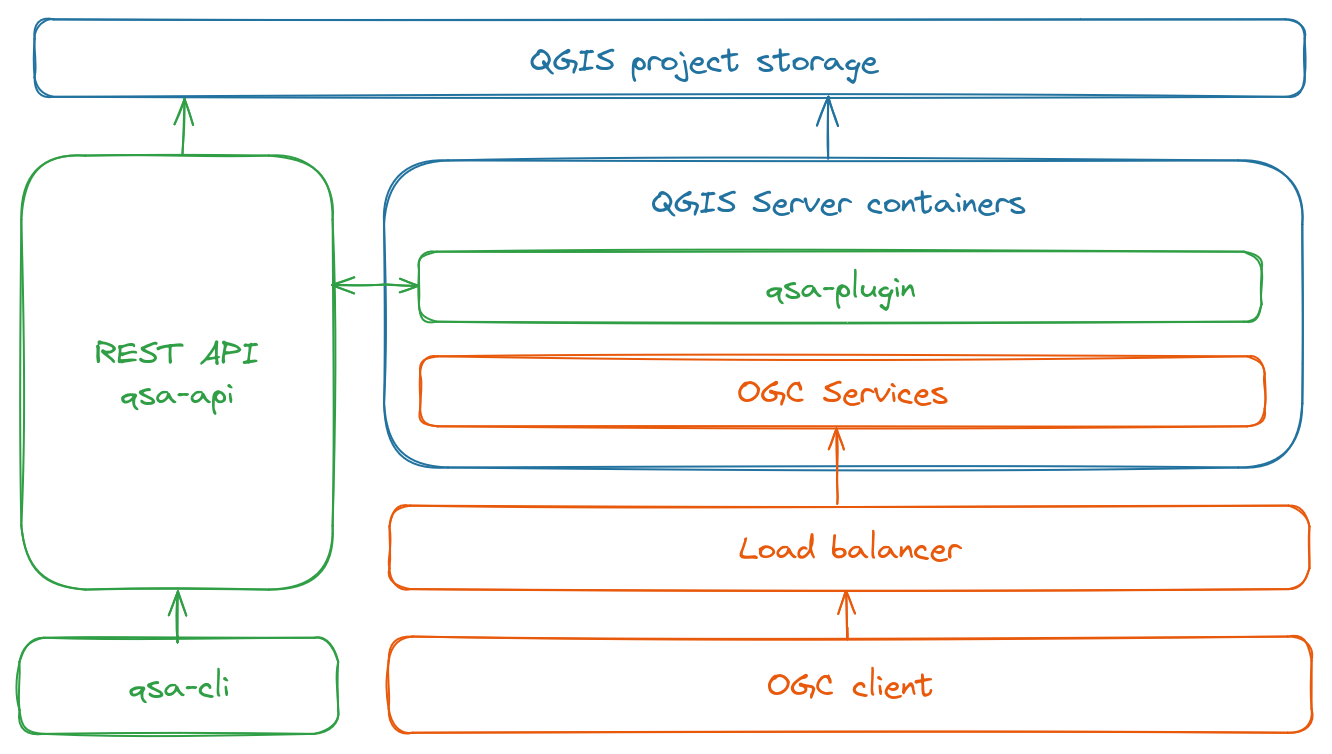 QGIS project storage
QGIS Server containers
qsa-plugin
REST API
qsa-api
OGC Services
Load balancer
qsa-cli
OGC client